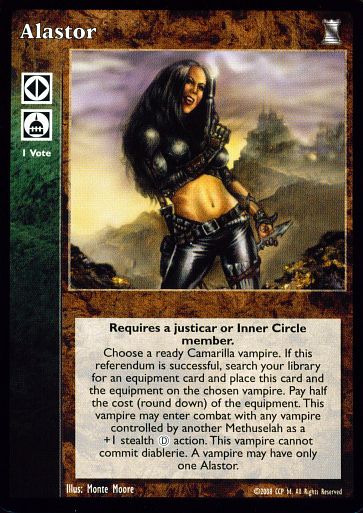 Alastor
1 Vote
Requires a justicar or Inner Circle
member.
Choose a ready Camarilla vampire. If this
referendum is successful, search your library
for an equipment card and place this card and
the equipment on the chosen vampire. Pay half
the cost (round down) of the equipment. This
vampire may enter combat with any vampire
controlled by another Methuselah as a
+1 stealth Ⓓ action. This vampire cannot
commit diablerie. A vampire may have only
one Alastor.
Illus: Monte Moore ©2008 CCP hf. All Rights Reserved